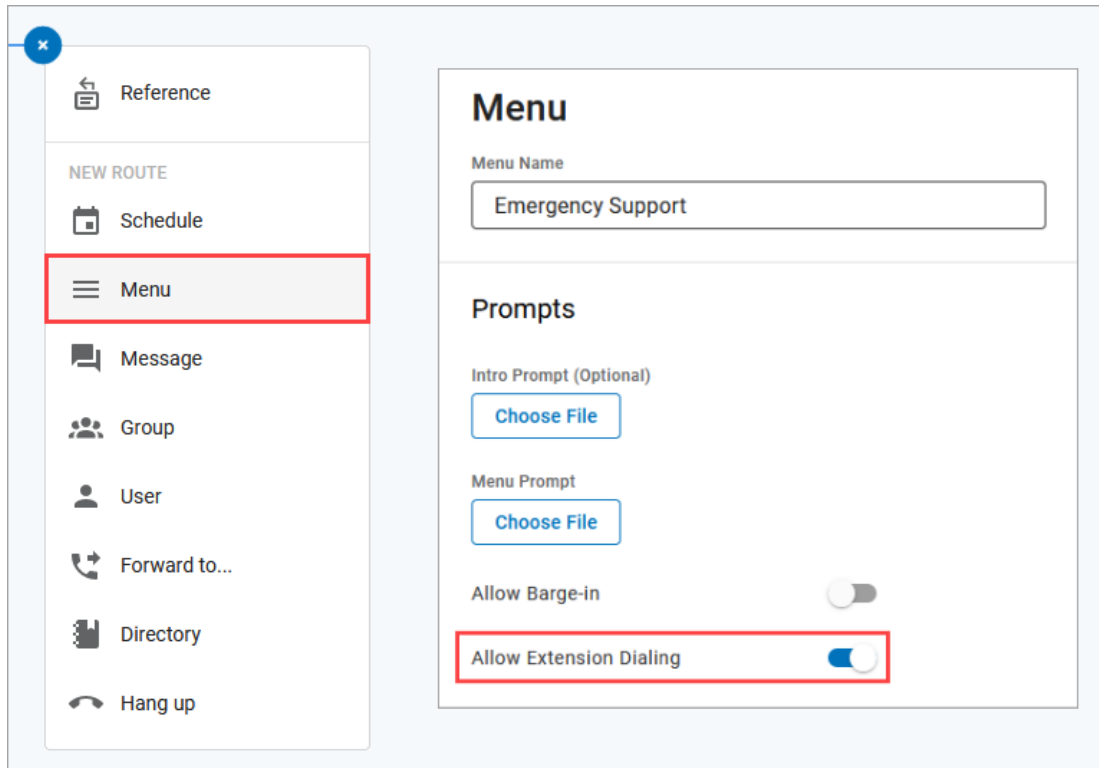 Reference
NEW ROUTE
Schedule
Menu
Message
Group
User
Forward to...
Directory
Hang up
Menu
Menu Name
Emergency Support
Prompts
Intro Prompt (Optional)
Choose File
Menu Prompt
Choose File
Allow Barge-in
Allow Extension Dialing